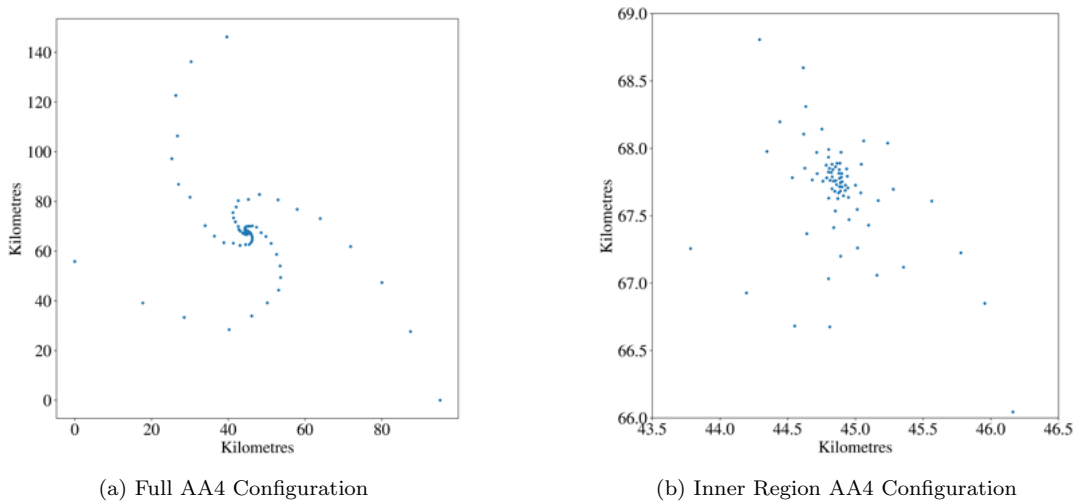 140
120
100
80
60
40
20
0
Kilometres
0 20 40 60 80
Kilometres
(a) Full AA4 Configuration
69.0
68.5
68.0
67.5
67.0
66.5
66.0
Kilometres
43.5 44.0 44.5 45.0 45.5 46.0 46.5
Kilometres
(b) Inner Region AA4 Configuration